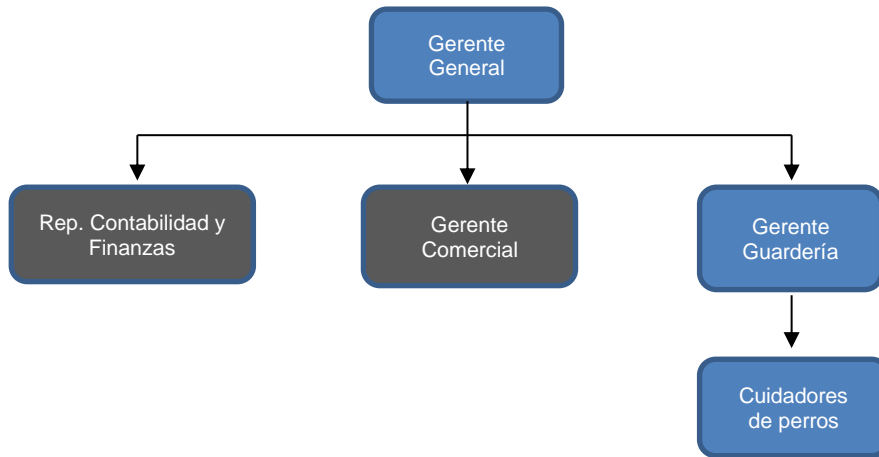 Gerente
General
Rep. Contabilidad y
Finanzas
Gerente
Comercial
Gerente
Guardería
Cuidadores
de perros